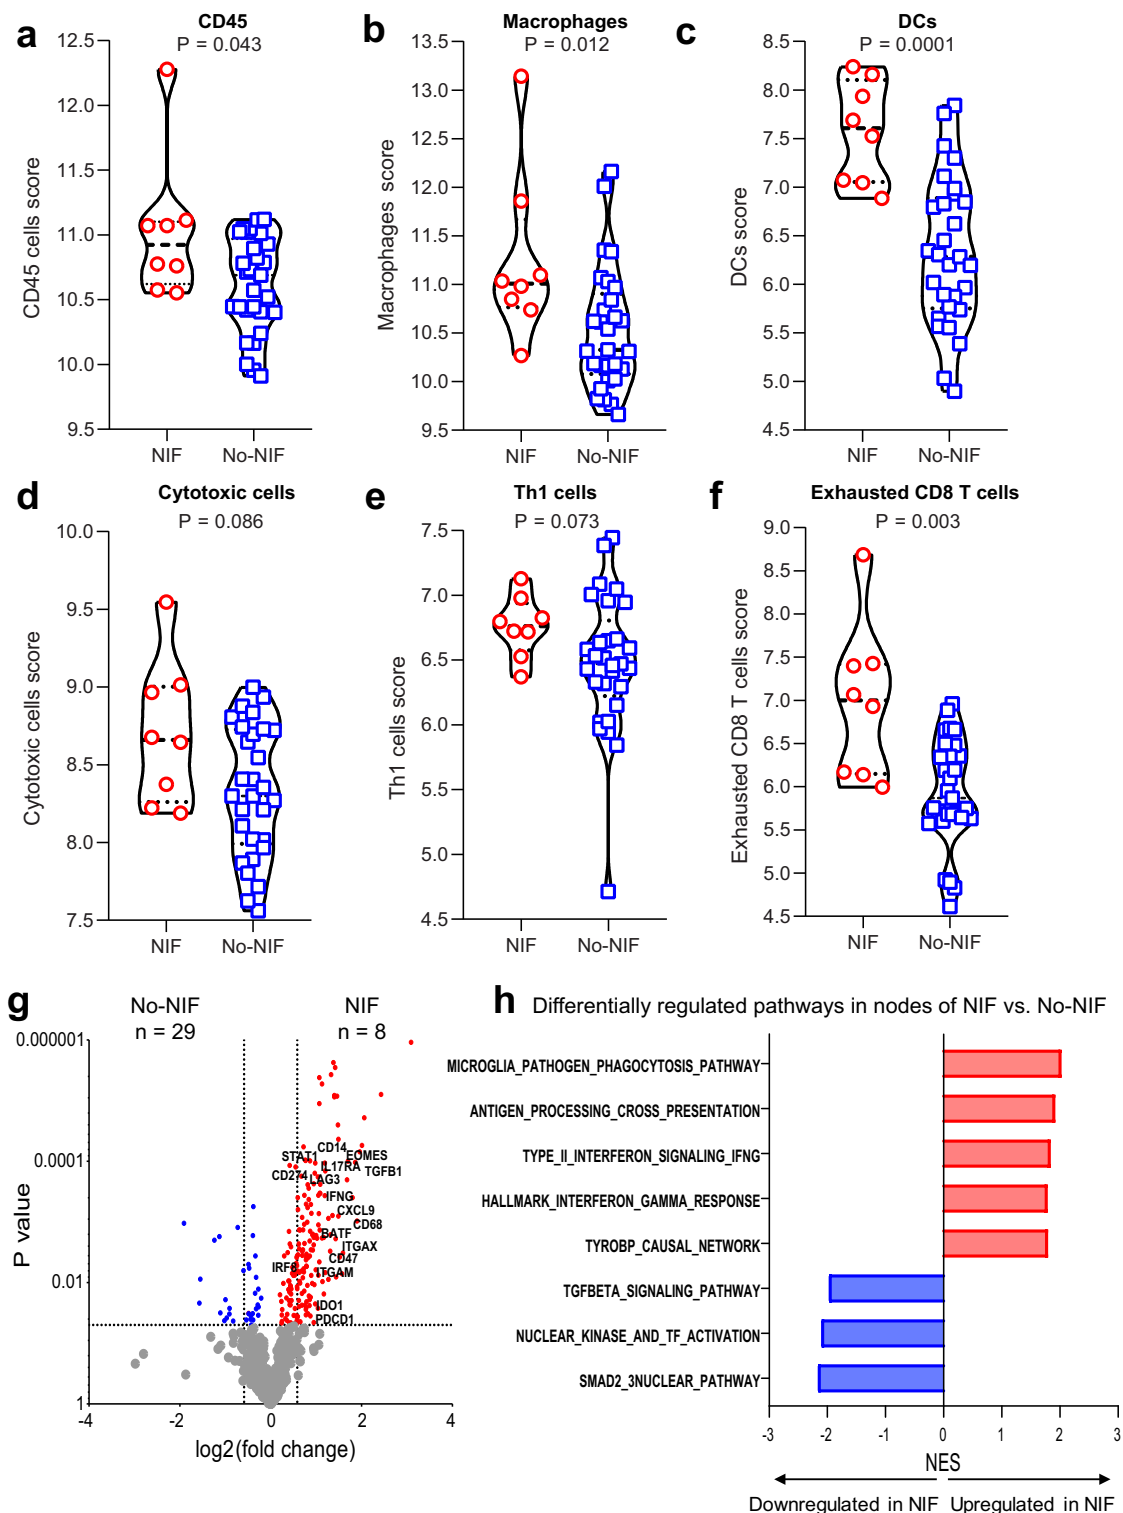 a
CD45
P = 0.043
CD45 cells score
12.5
12.0
11.5
11.0
10.5
10.0
9.5
NIF
No-NIF
b
Macrophages
P = 0.012
Macrophages score
13.5
13.0
12.5
12.0
11.5
11.0
10.5
10.0
9.5
NIF
No-NIF
c
DCs
P = 0.0001
DCs score
8.5
8.0
7.5
7.0
6.5
6.0
5.5
5.0
4.5
NIF
No-NIF
d
Cytotoxic cells
P = 0.086
Cytotoxic cells score
10.0
9.5
9.0
8.5
8.0
7.5
NIF
No-NIF
e
Th1 cells
P = 0.073
Th1 cells score
7.5
7.0
6.5
6.0
5.5
5.0
4.5
NIF
No-NIF
f
Exhausted CD8 T cells
P = 0.003
Exhausted CD8 T cells score
9.0
8.5
8.0
7.5
7.0
6.5
6.0
5.5
5.0
4.5
NIF
No-NIF
g
No-NIF
n = 29
NIF
n = 8
P value
0.000001
0.0001
0.01
1
CD14
STAT1
EOMES
IL17RA
TGFB1
CD274
LAG3
IFNG
CXCL9
CD68
BATF
ITGAX
CD47
IRF8
ITGAM
IDO1
PDCD1
-4
-2
0
2
4
log2(fold change)
h
Differentially regulated pathways in nodes of NIF vs. No-NIF
MICROGLIA_PATHOGEN_PHAGOCYTOSIS_PATHWAY
ANTIGEN_PROCESSING_CROSS_PRESENTATION
TYPE_II_INTERFERON_SIGNALING_IFNG
HALLMARK_INTERFERON_GAMMA_RESPONSE
TYROBP_CAUSAL_NETWORK
TGFBETA_SIGNALING_PATHWAY
NUCLEAR_KINASE_AND_TF_ACTIVATION
SMAD2_3NUCLEAR_PATHWAY
-3
-2
-1
0
1
2
3
NES
Downregulated in NIF
Upregulated in NIF